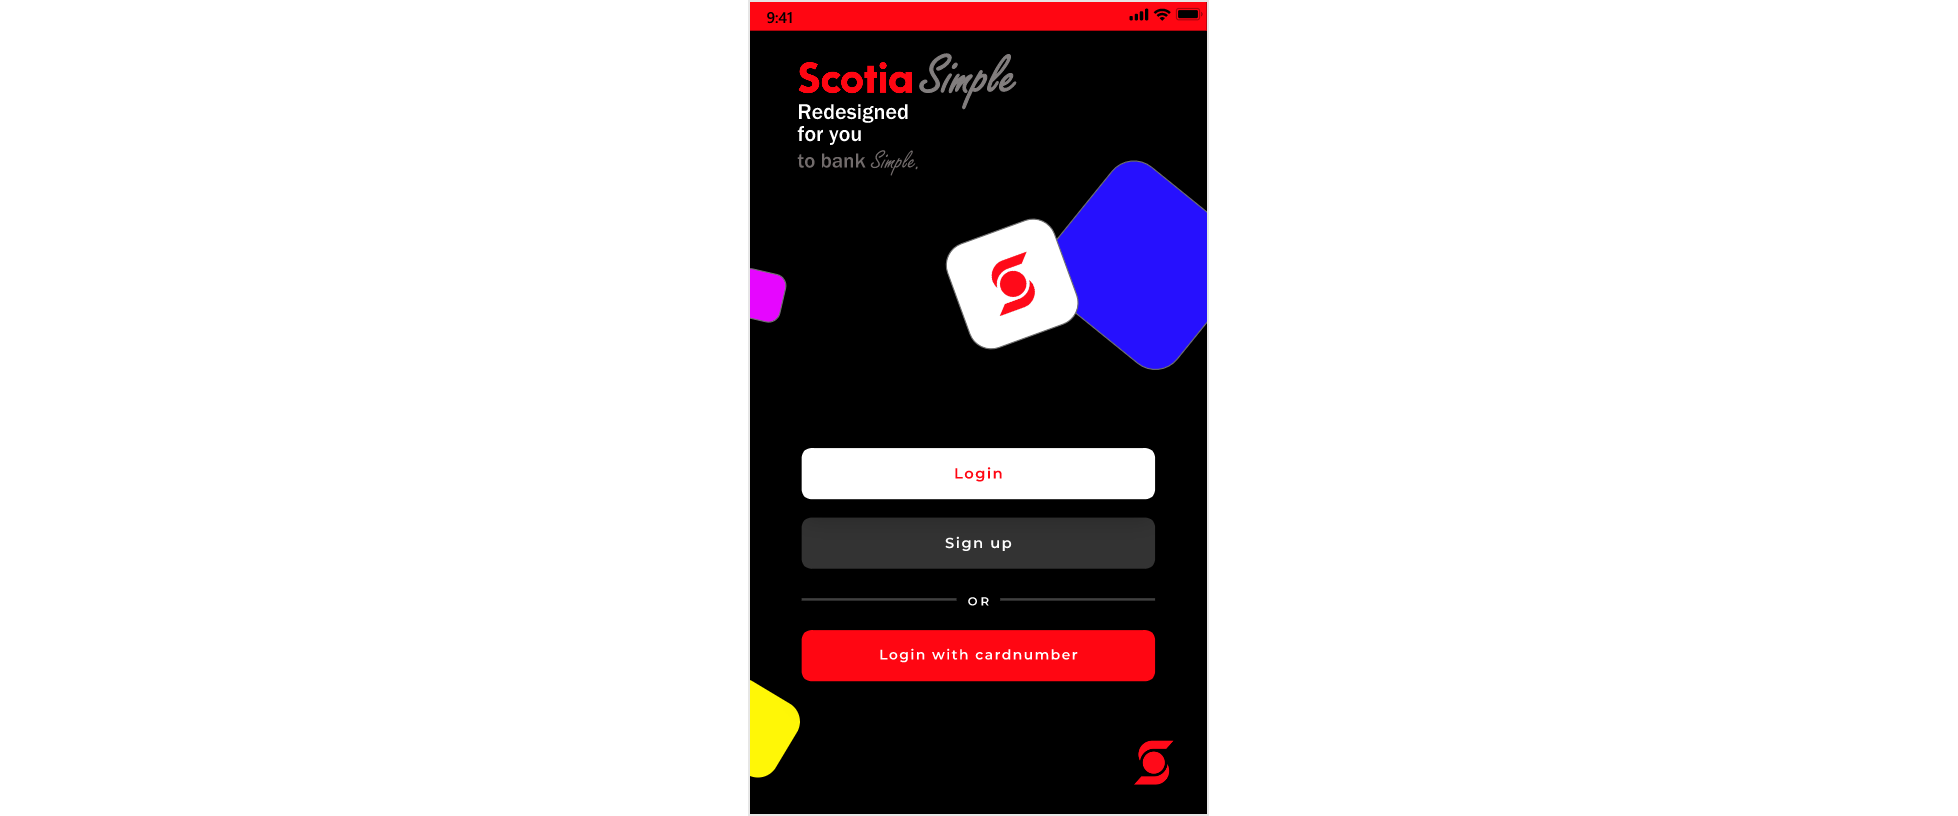 9:41
Scotia Simple
Redesigned
for you
to bank Simple.
Login
Sign up
OR
Login with cardnumber